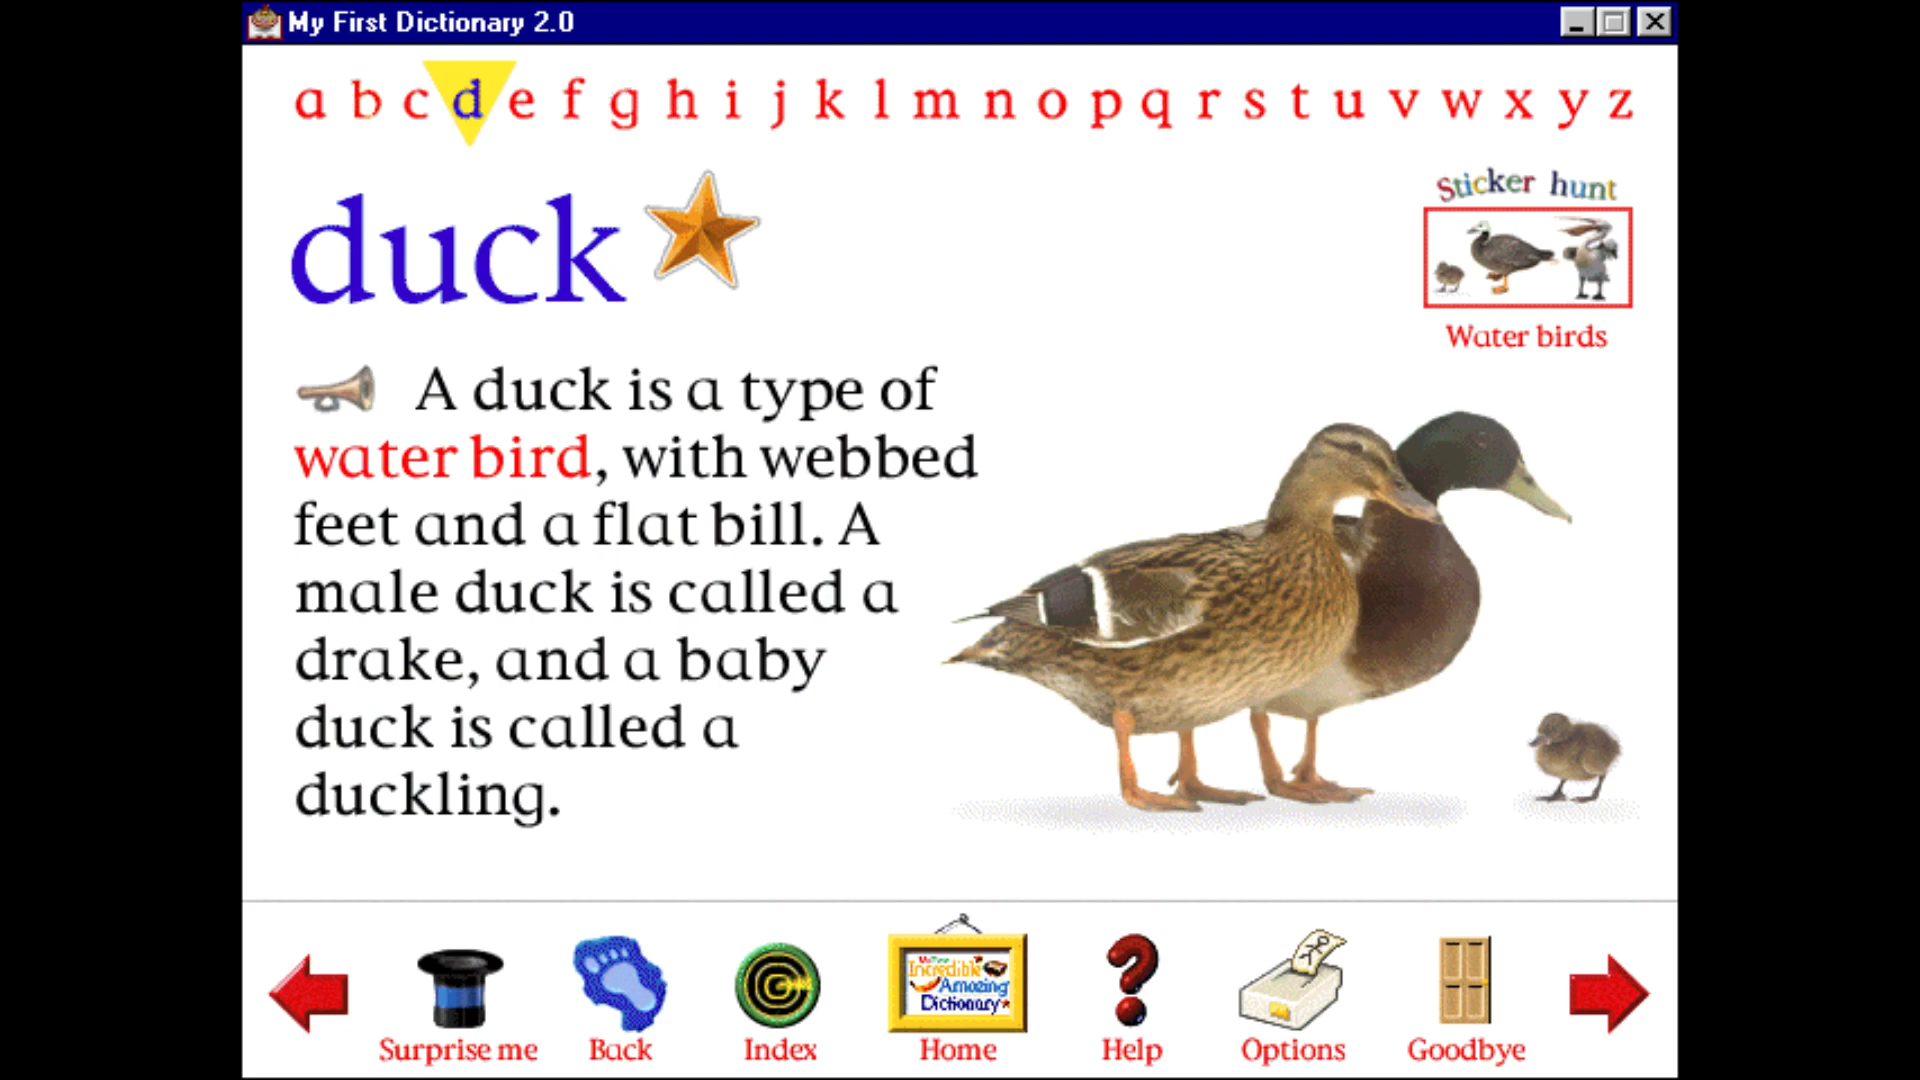 My First Dictionary 2.0
a b c d e f g h i j k l m n o p q r s t u v w x y z
duck
Sticker hunt
Water birds
A duck is a type of
water bird, with webbed
feet and a flat bill. A
male duck is called a
drake, and a baby
duck is called a
duckling.
My First
Incredible
Amazing
Dictionary
Surprise me
Back
Index
Home
Help
Options
Goodbye